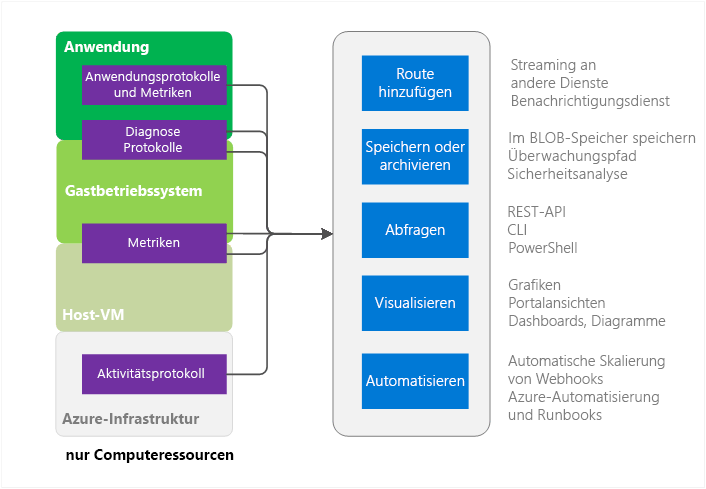 Anwendung
Anwendungsprotokolle
und Metriken
Diagnose
Protokolle
Gastbetriebssystem
Metriken
Host-VM
Aktivitätsprotokoll
Azure-Infrastruktur
nur Computeressourcen
Route
hinzufügen
Speichern oder
archivieren
Abfragen
Visualisieren
Automatisieren
Streaming an
andere Dienste
Benachrichtigungsdienst
Im BLOB-Speicher speichern
Überwachungspfad
Sicherheitsanalyse
REST-API
CLI
PowerShell
Grafiken
Portalansichten
Dashboards, Diagramme
Automatische Skalierung
von Webhooks
Azure-Automatisierung
und Runbooks